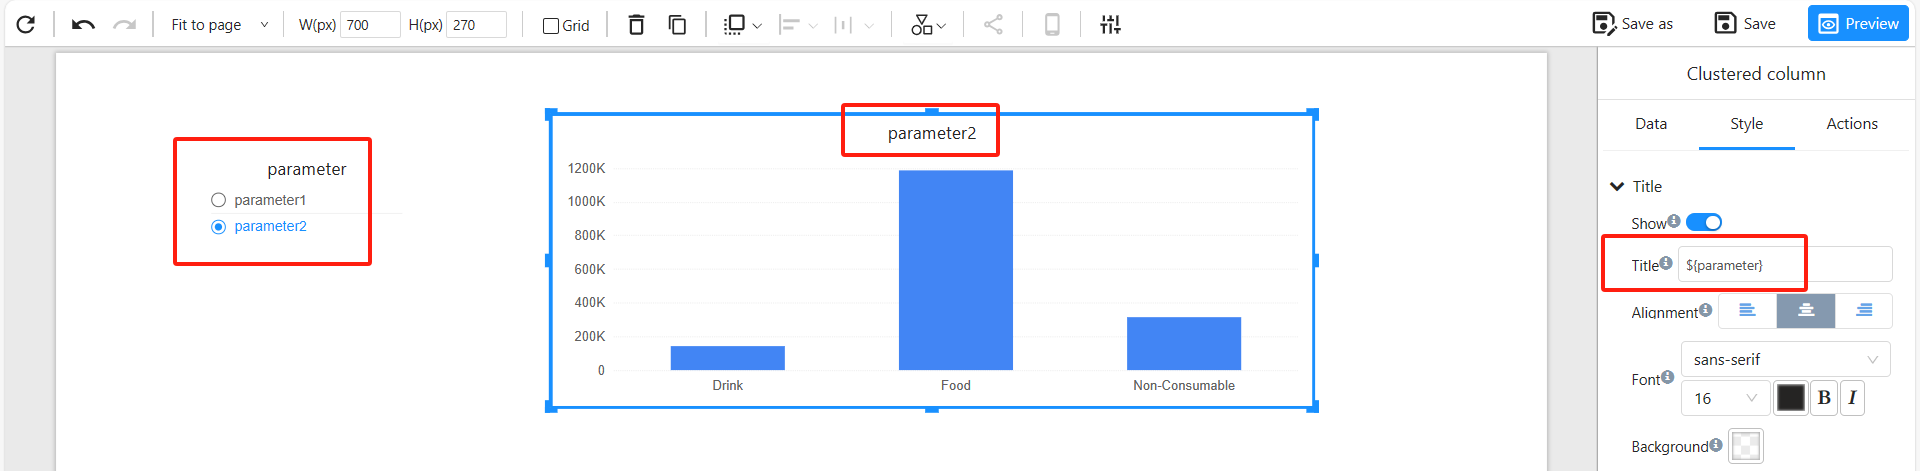 Fit to page W(px) 700 H(px) 270 Grid Save as Save Preview
Clustered column
Data Style Actions
Title
Show
Title ${parameter}
Alignment
Font sans-serif
16 B I
Background
parameter
parameter1
parameter2
parameter2
1200K
1000K
800K
600K
400K
200K
0
Drink Food Non-Consumable